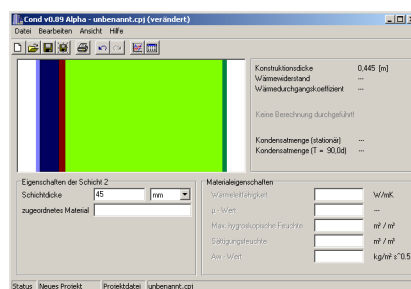 Cond v0.89 Alpha - unbenannt.cpj (verändert)
Datei Bearbeiten Ansicht Hilfe
Konstruktionsdicke 0,445 [m]
Wärmewiderstand ---
Wärmedurchgangskoeffizient ---
Keine Berechnung durchgeführt!
Kondensatmenge (stationär) ---
Kondensatmenge (T = 90,0d) ---
Eigenschaften der Schicht 2
Schichtdicke 45 mm
zugeordnetes Material
Materialeigenschaften
Wärmeleitfähigkeit W/mK
µ - Wert ---
Max. hygroskopische Feuchte m³ / m³
Sättigungsfeuchte m³ / m³
Aw - Wert kg/m² s^0.5
Status Neues Projekt Projektdatei unbenannt.cpj